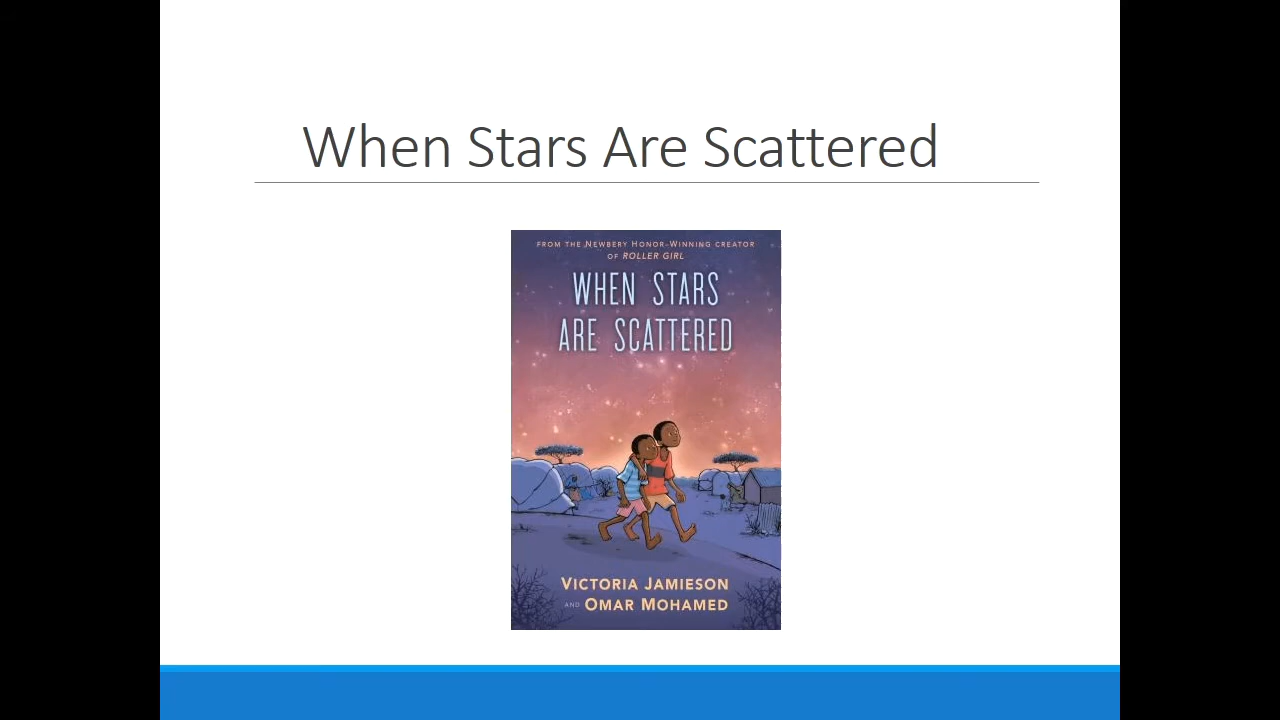 When Stars Are Scattered
FROM THE NEWBERY HONOR-WINNING CREATOR
OF ROLLER GIRL
WHEN STARS
ARE SCATTERED
VICTORIA JAMIESON
AND OMAR MOHAMED